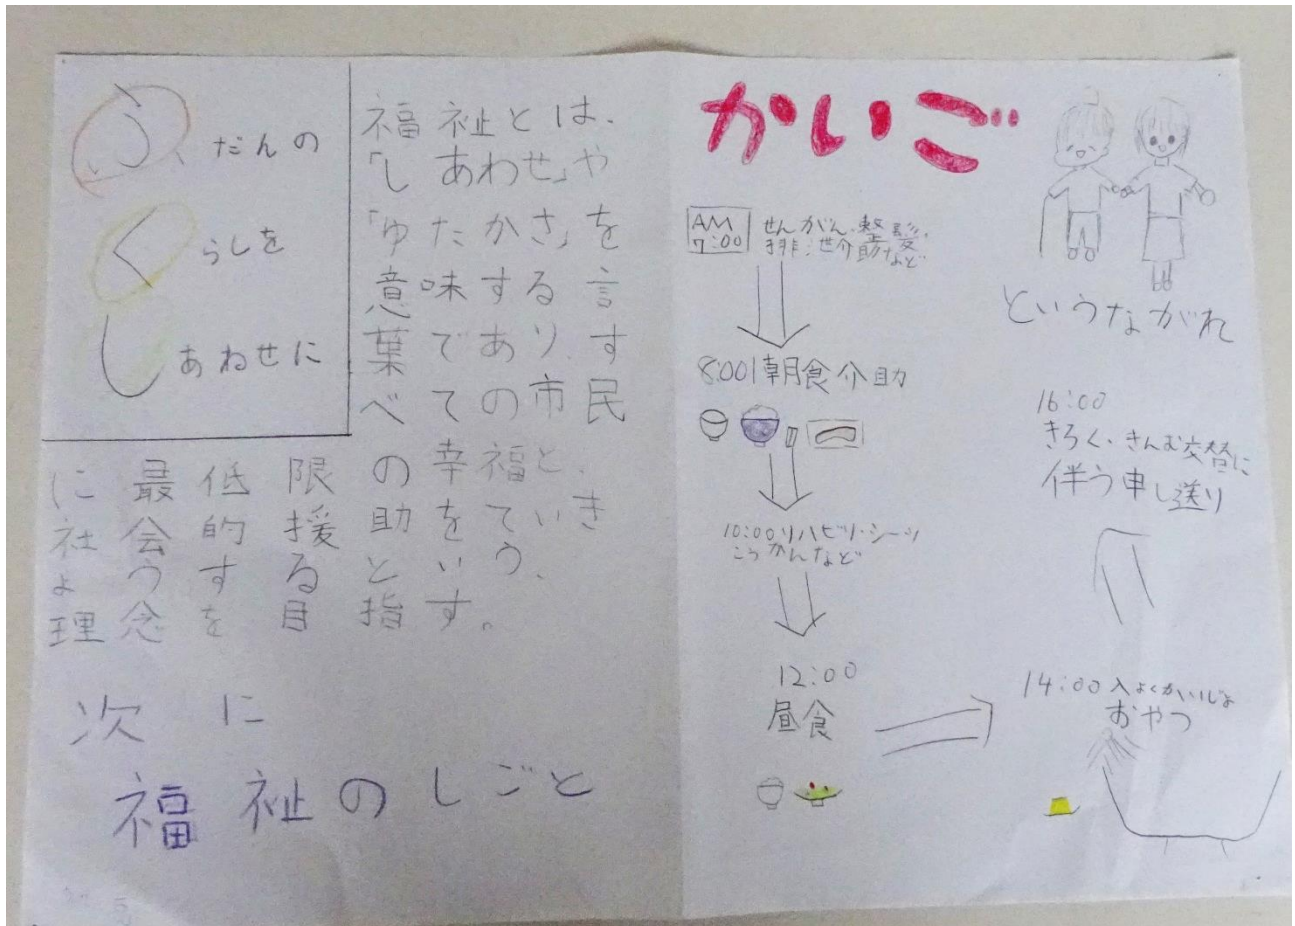 ふだんの
くらしを
しあわせに
福祉とは、
「しあわせ」や
「ゆたかさ」を
意味する言
葉であり、す
べての市民
に最低限の幸福と、
社会的援助をていき
ょうするという、
理念を目指す。
次に
福祉のしごと
かいご
AM
7:00
せんがん、整髪、
排泄介助など
8:00 朝食介助
10:00リハビリ・シーツ
こうかんなど
12:00
昼食
14:00 入よくかいじょ
おやつ
16:00
きろく、きんむ交替に
伴う申し送り
というながれ